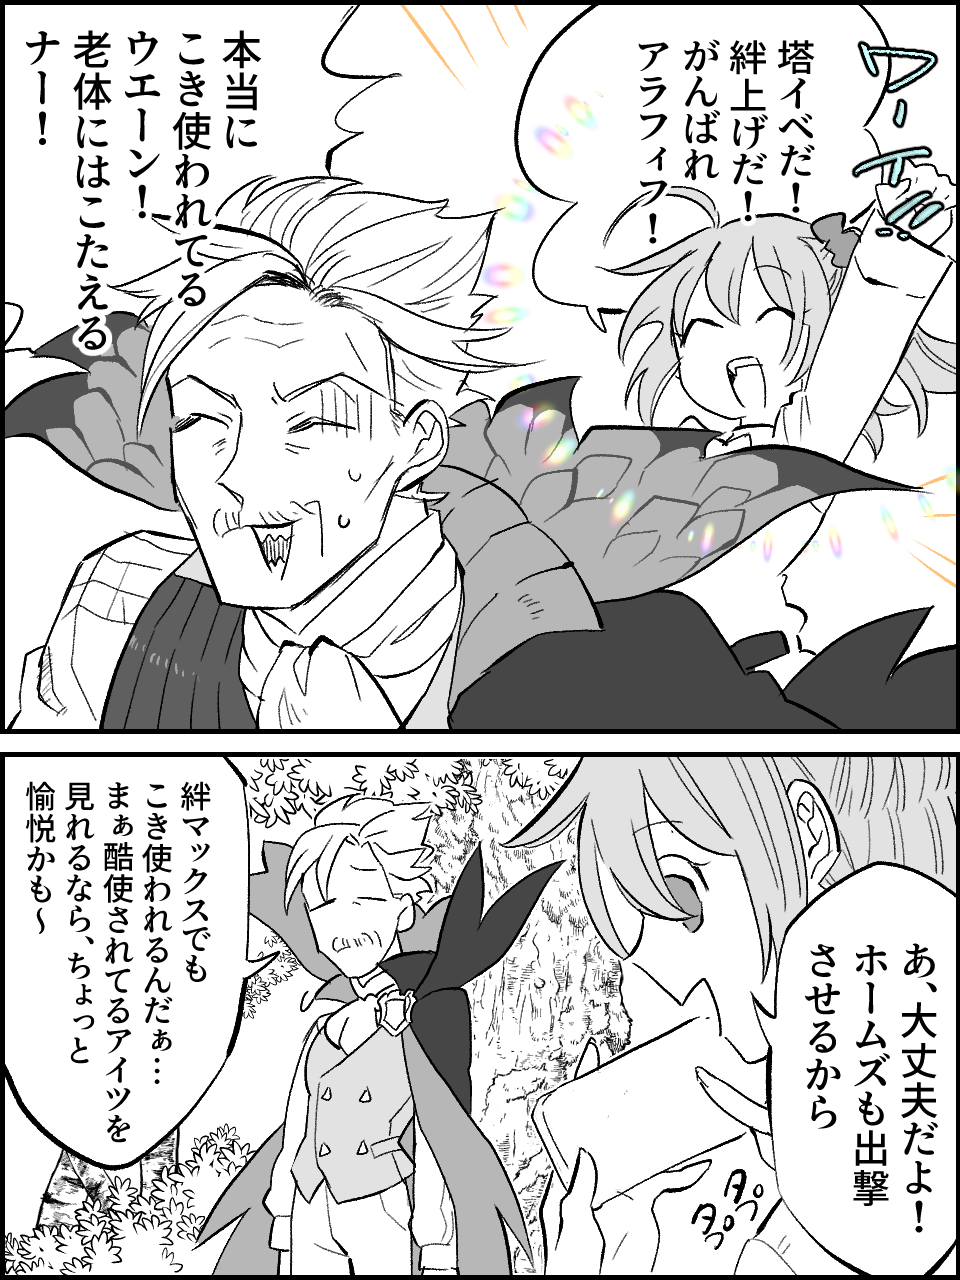 ワーイ!!
塔イベだ!
絆上げだ!
がんばれ
アラフィフ!
本当に
こき使われてる
ウエーン!
老体にはこたえる
ナー!
あ、大丈夫だよ!
ホームズも出撃
させるから
タプ
タプ
絆マックスでも
こき使われるんだぁ…
まぁ酷使されてるアイツを
見れるなら、ちょっと
愉悦かも〜